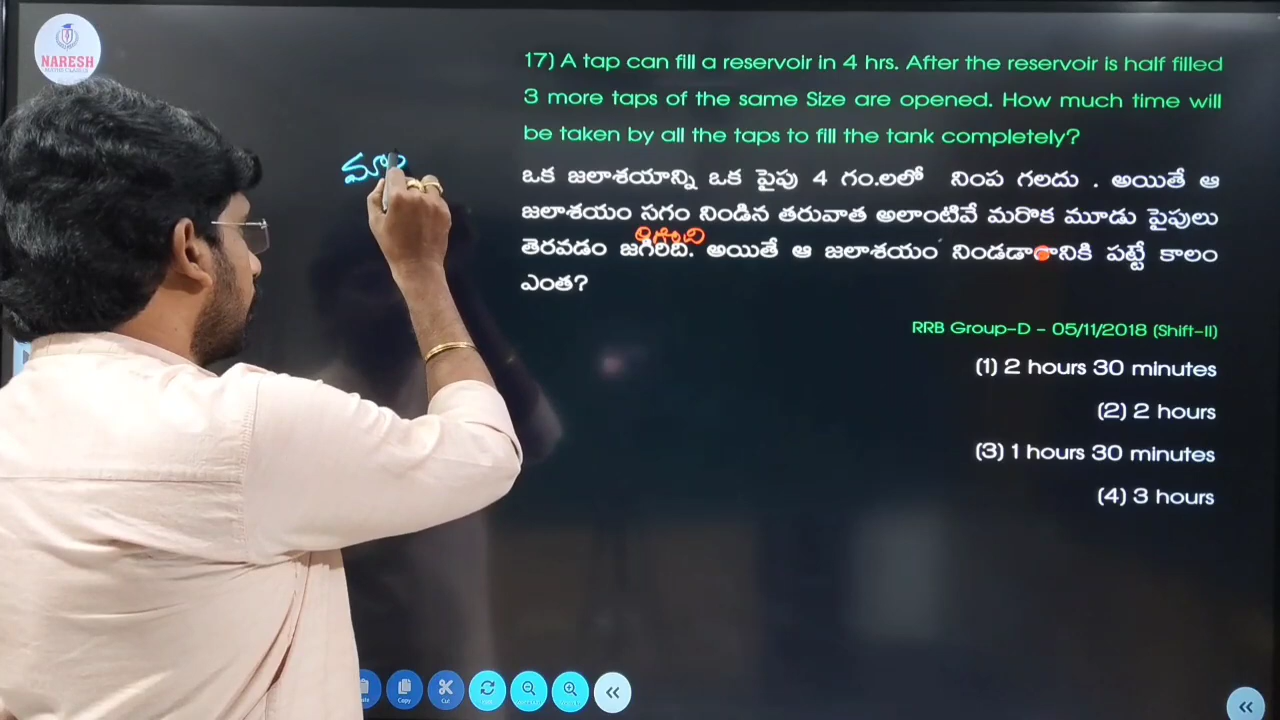 NARESH
17) A tap can fill a reservoir in 4 hrs. After the reservoir is half filled
3 more taps of the same Size are opened. How much time will
be taken by all the taps to fill the tank completely?
ఒక జలాశయాన్ని ఒక పైపు 4 గం.లలో నింప గలదు . అయితే ఆ
జలాశయం సగం నిండిన తరువాత అలాంటివే మరొక మూడు పైపులు
తెరవడం జగిరిది. అయితే ఆ జలాశయం నిండడానికి పట్టే కాలం
ఎంత?
RRB Group-D - 05/11/2018 (Shift-II)
(1) 2 hours 30 minutes
(2) 2 hours
(3) 1 hours 30 minutes
(4) 3 hours
Copy
Cut